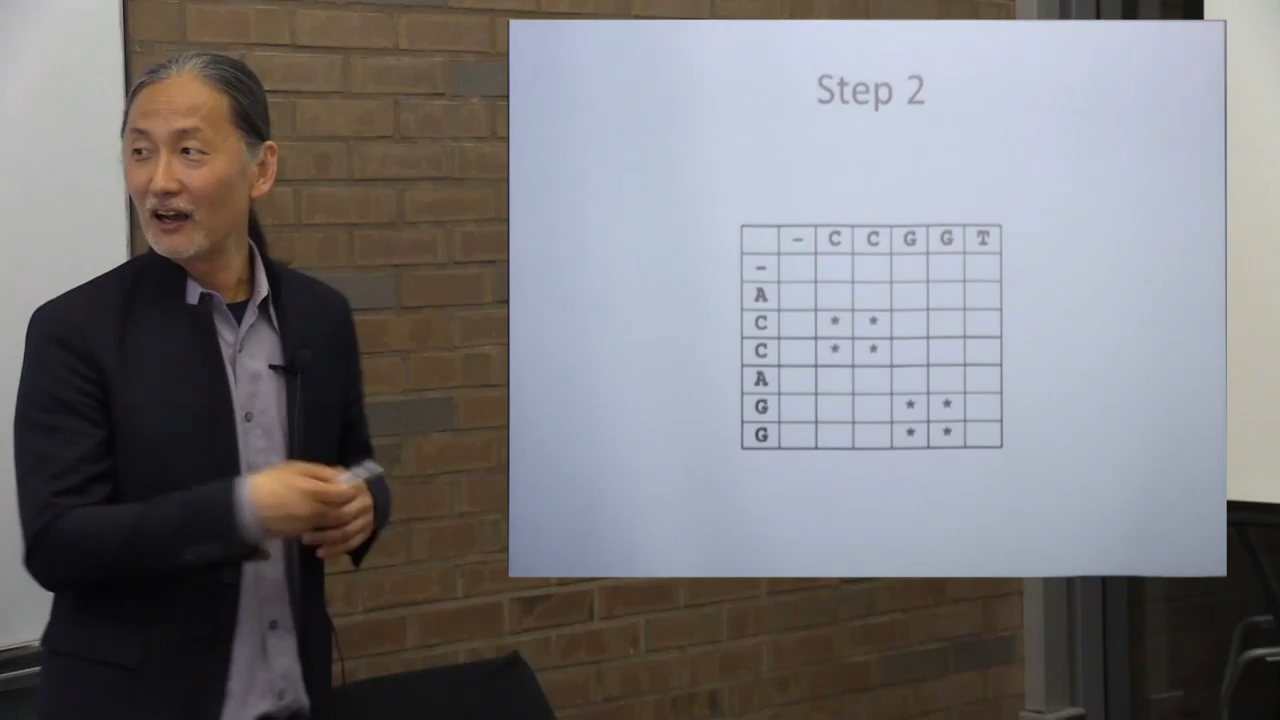 Step 2
- C C G G T
-
A
C * *
C * *
A
G * *
G * *